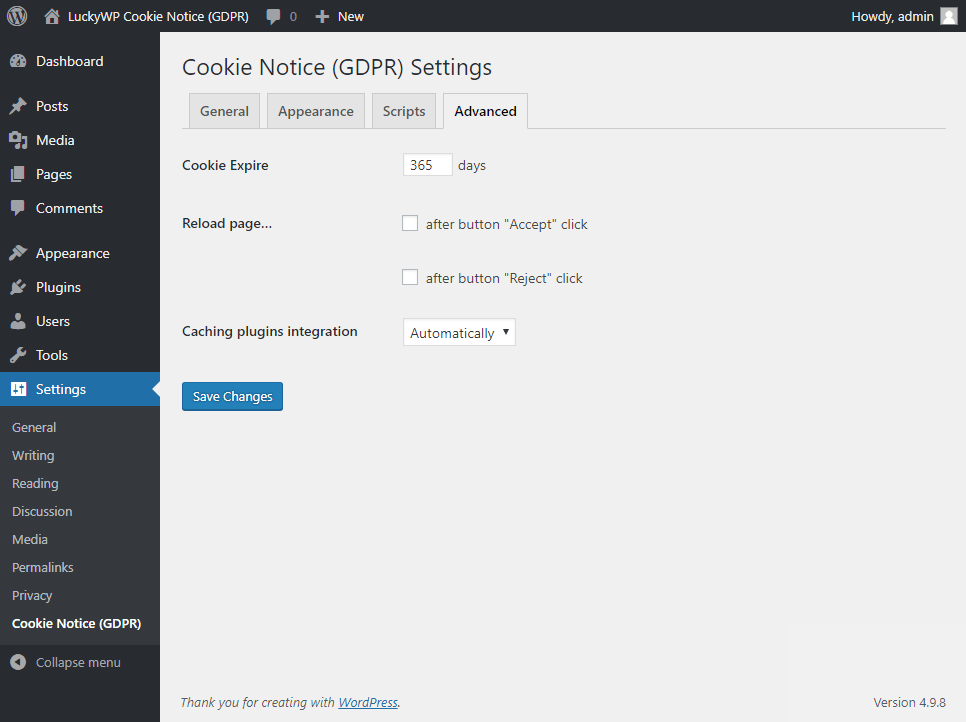 LuckyWP Cookie Notice (GDPR) 0 New Howdy, admin
Dashboard
Posts
Media
Pages
Comments
Appearance
Plugins
Users
Tools
Settings
General
Writing
Reading
Discussion
Media
Permalinks
Privacy
Cookie Notice (GDPR)
Collapse menu
Cookie Notice (GDPR) Settings
General Appearance Scripts Advanced
Cookie Expire 365 days
Reload page... after button "Accept" click
after button "Reject" click
Caching plugins integration Automatically
Save Changes
Thank you for creating with WordPress. Version 4.9.8